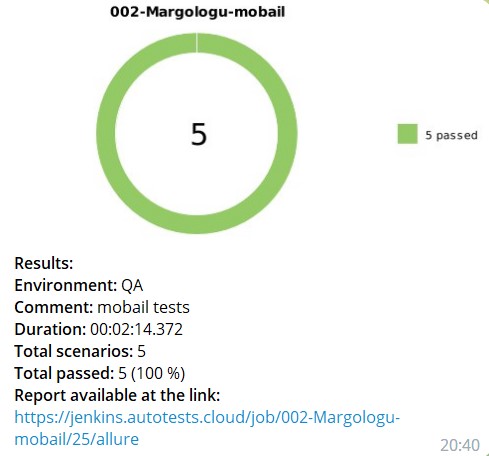 002-Margologu-mobail
5
5 passed
Results:
Environment: QA
Comment: mobail tests
Duration: 00:02:14.372
Total scenarios: 5
Total passed: 5 (100 %)
Report available at the link:
https://jenkins.autotests.cloud/job/002-Margologu-
mobail/25/allure
20:40